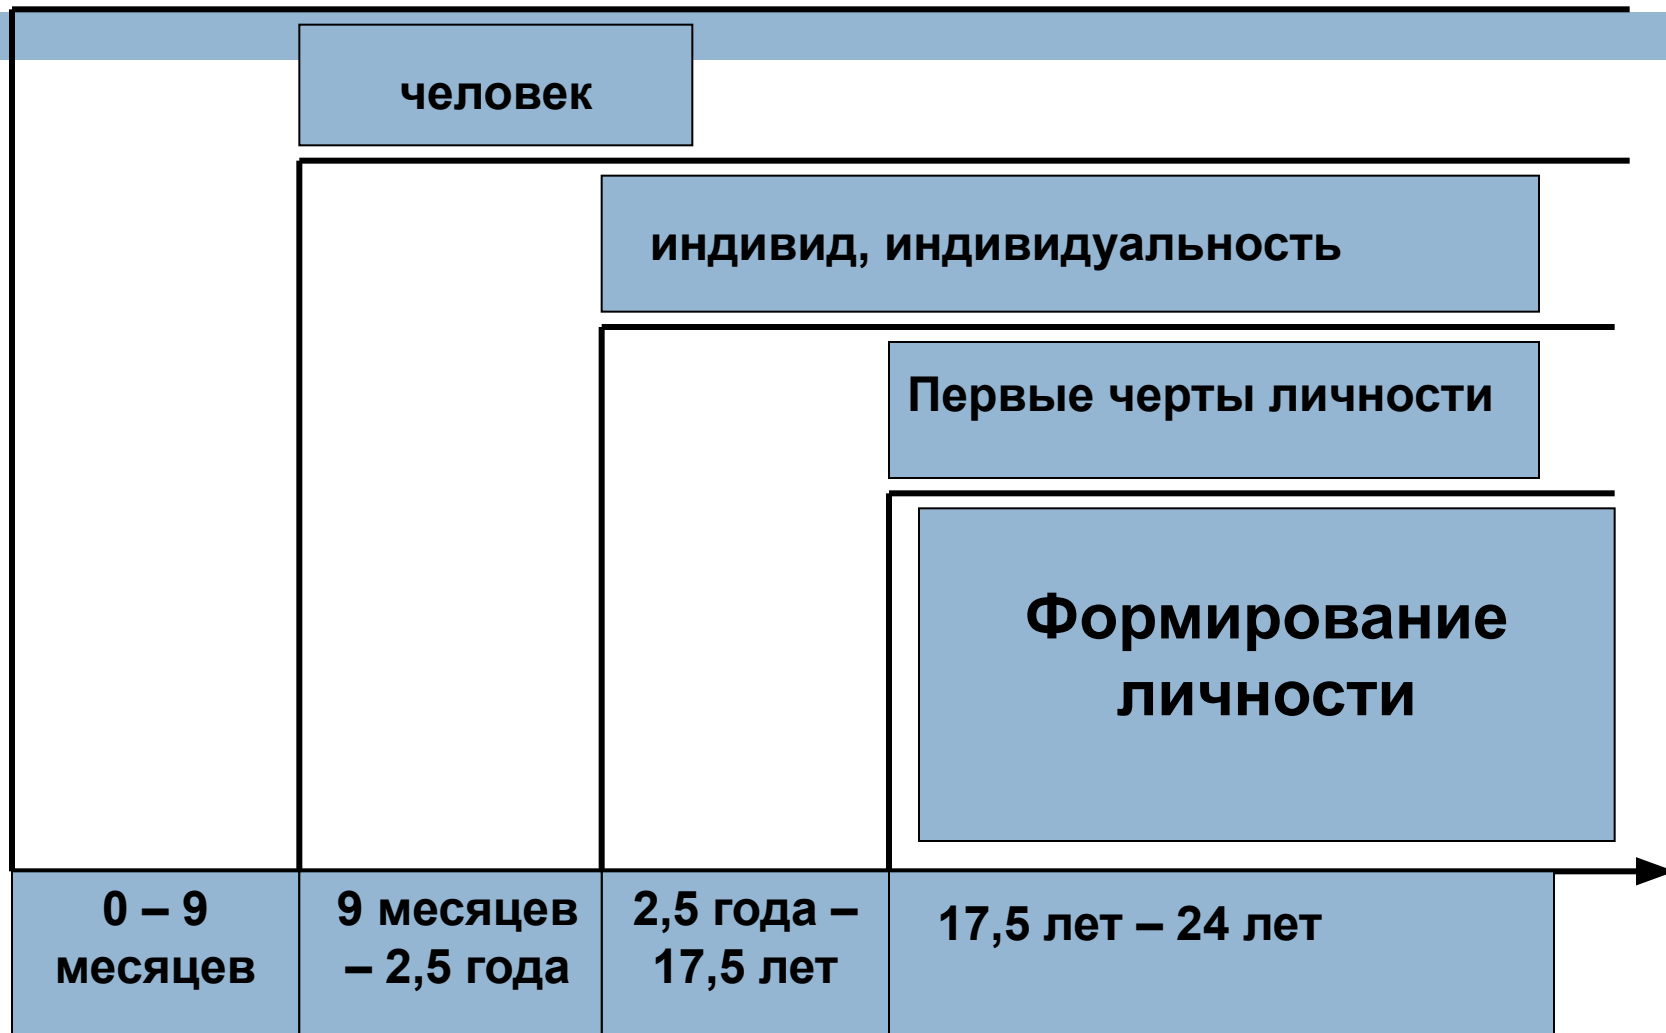 человек
индивид, индивидуальность
Первые черты личности
Формирование
личности
0 – 9
месяцев
9 месяцев
– 2,5 года
2,5 года –
17,5 лет
17,5 лет – 24 лет